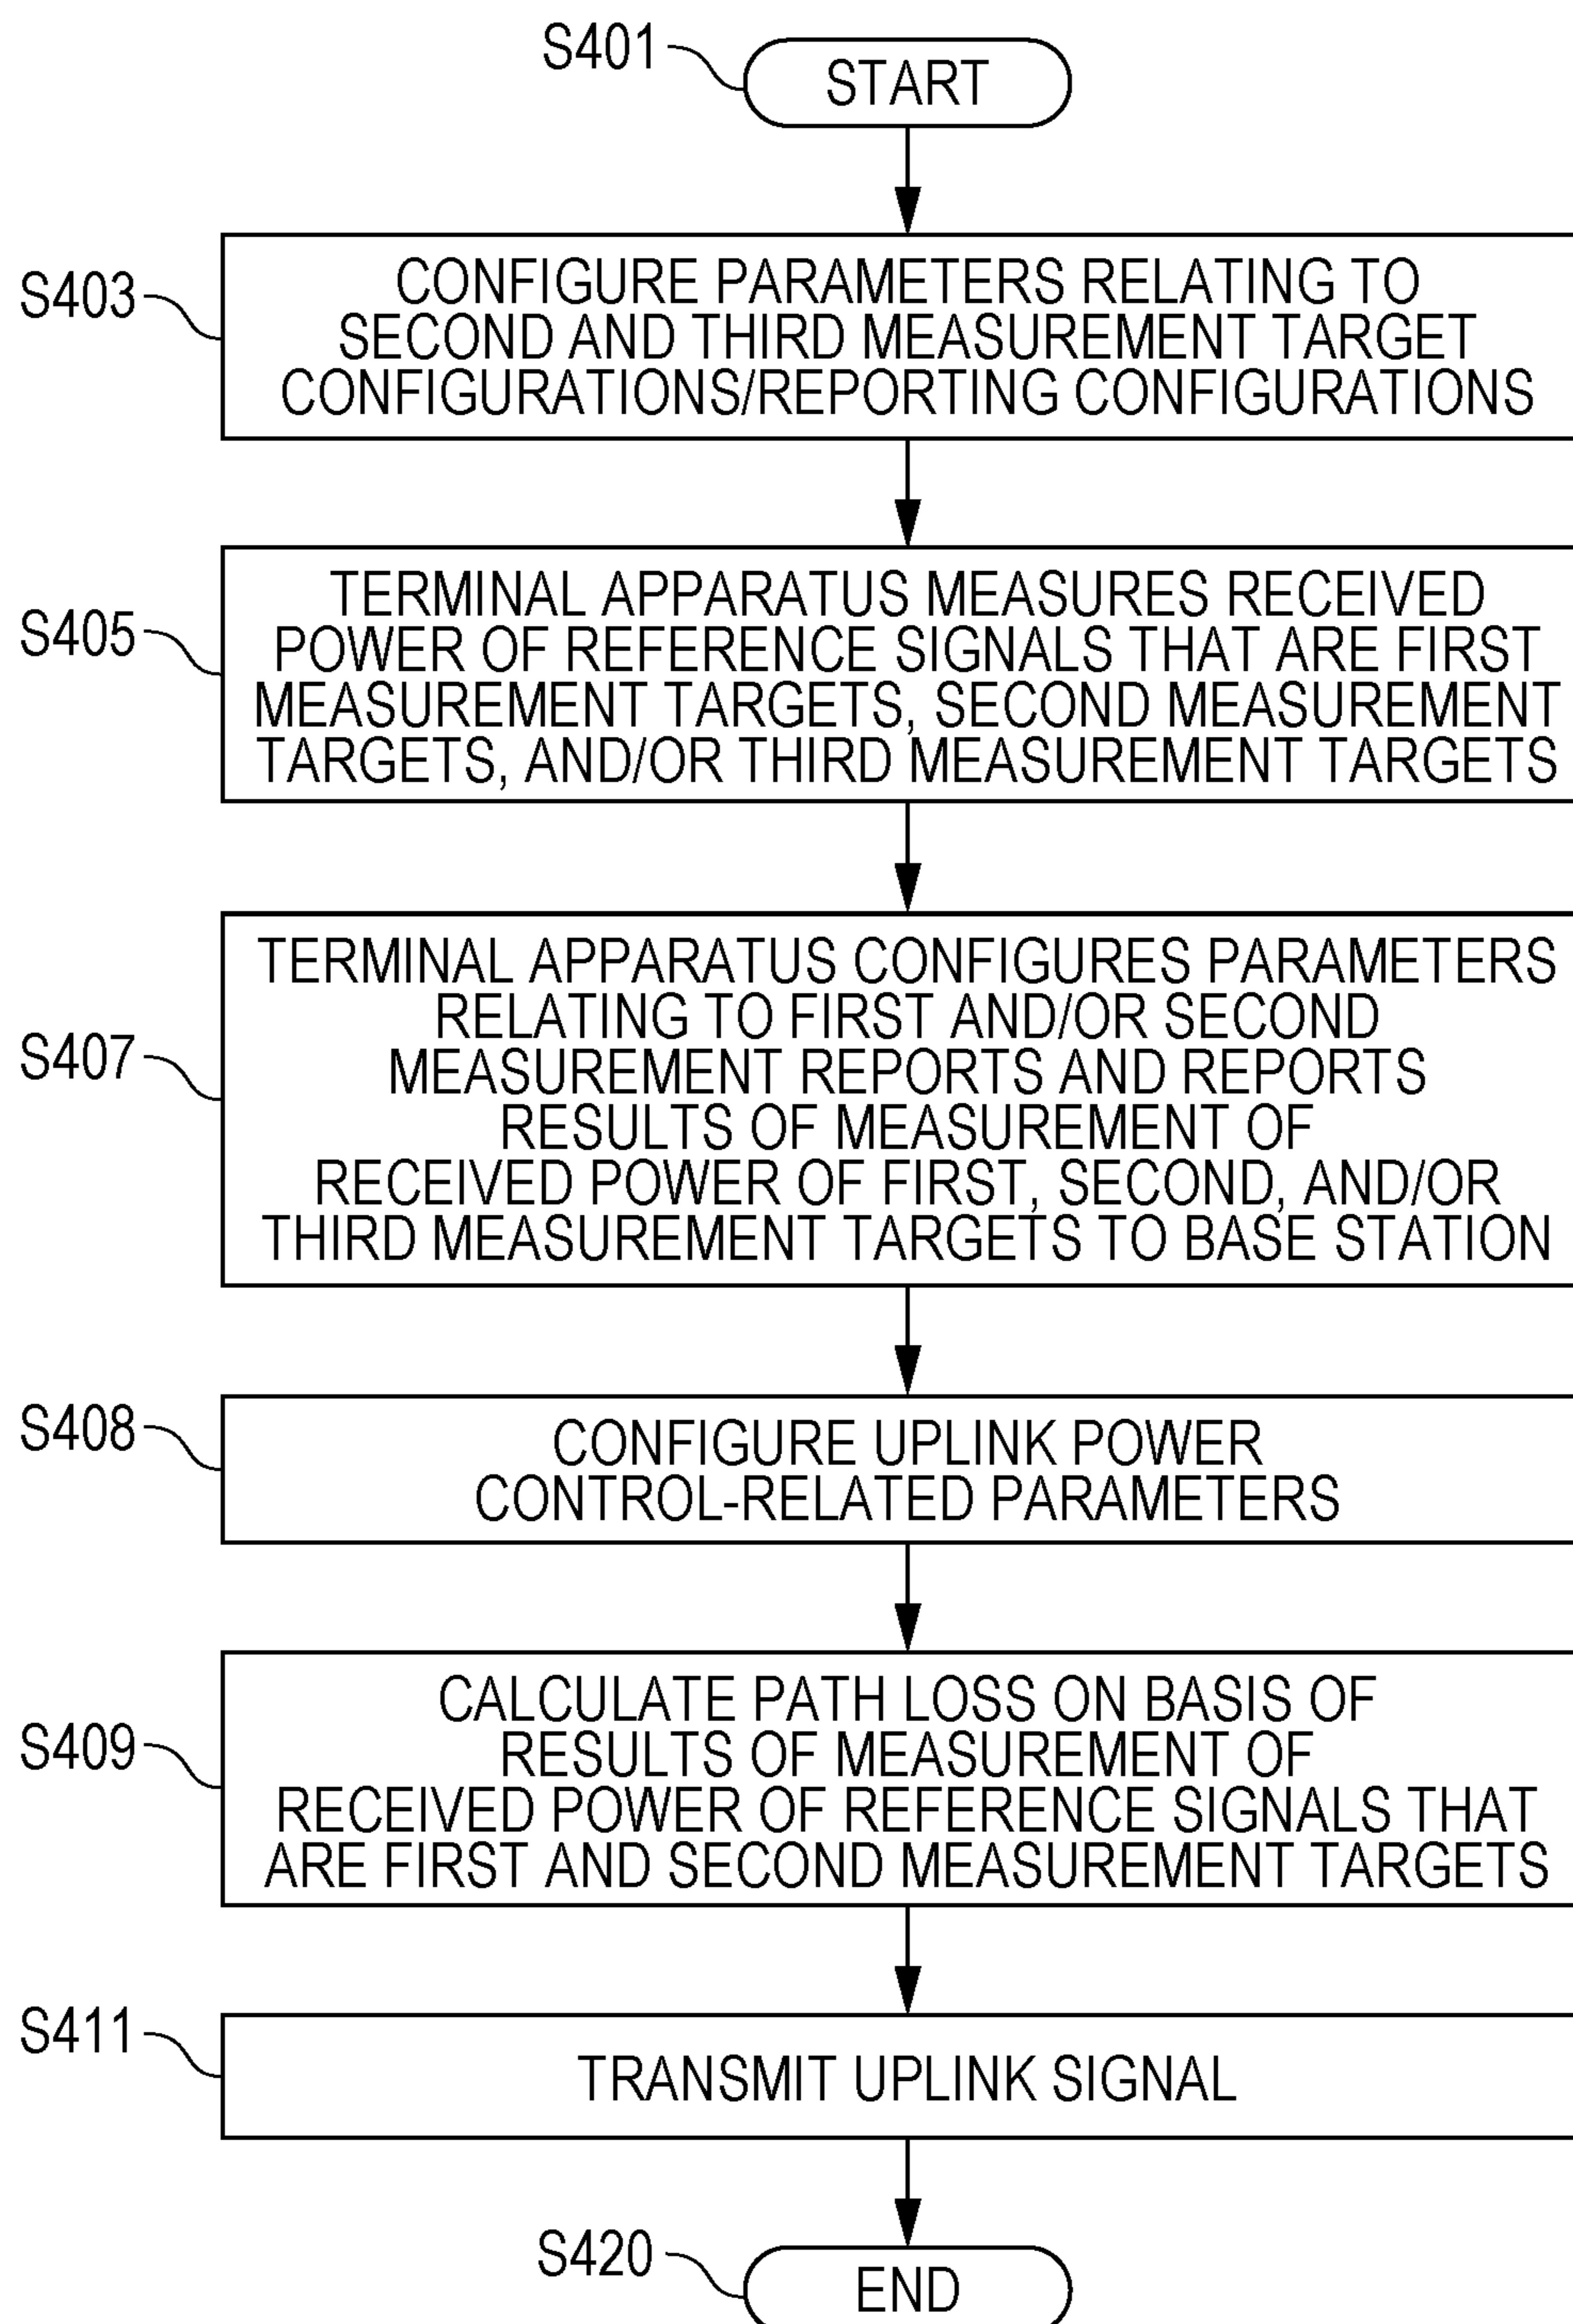 S401
START
S403
CONFIGURE PARAMETERS RELATING TO
SECOND AND THIRD MEASUREMENT TARGET
CONFIGURATIONS/REPORTING CONFIGURATIONS
S405
TERMINAL APPARATUS MEASURES RECEIVED
POWER OF REFERENCE SIGNALS THAT ARE FIRST
MEASUREMENT TARGETS, SECOND MEASUREMENT
TARGETS, AND/OR THIRD MEASUREMENT TARGETS
S407
TERMINAL APPARATUS CONFIGURES PARAMETERS
RELATING TO FIRST AND/OR SECOND
MEASUREMENT REPORTS AND REPORTS
RESULTS OF MEASUREMENT OF
RECEIVED POWER OF FIRST, SECOND, AND/OR
THIRD MEASUREMENT TARGETS TO BASE STATION
S408
CONFIGURE UPLINK POWER
CONTROL-RELATED PARAMETERS
S409
CALCULATE PATH LOSS ON BASIS OF
RESULTS OF MEASUREMENT OF
RECEIVED POWER OF REFERENCE SIGNALS THAT
ARE FIRST AND SECOND MEASUREMENT TARGETS
S411
TRANSMIT UPLINK SIGNAL
S420
END